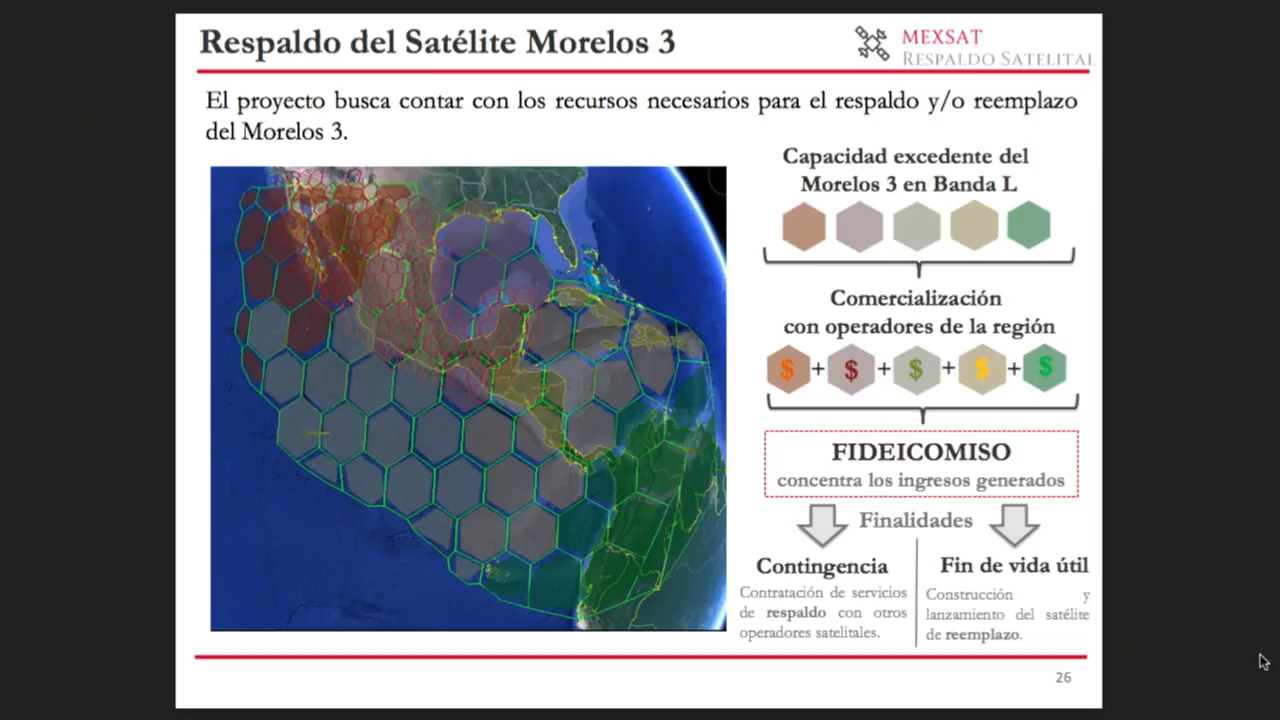 Respaldo del Satélite Morelos 3
MEXSAT
RESPALDO SATELITAL
El proyecto busca contar con los recursos necesarios para el respaldo y/o reemplazo
del Morelos 3.
Capacidad excedente del
Morelos 3 en Banda L
Comercialización
con operadores de la región
$ + $ + $ + $ + $
FIDEICOMISO
concentra los ingresos generados
Finalidades
Contingencia
Contratación de servicios
de respaldo con otros
operadores satelitales.
Fin de vida útil
Construcción y
lanzamiento del satélite
de reemplazo.
26